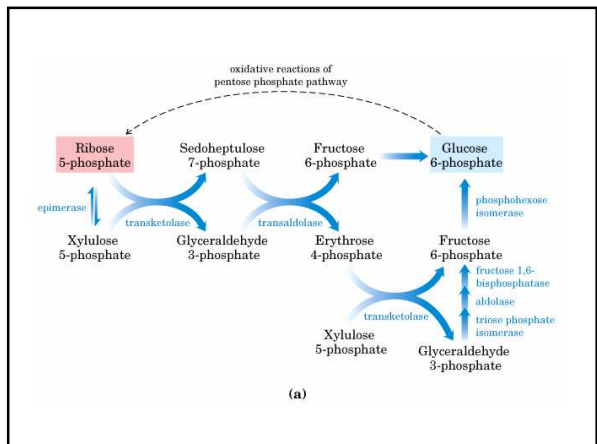 oxidative reactions of
pentose phosphate pathway
Ribose
5-phosphate
Sedoheptulose
7-phosphate
Fructose
6-phosphate
Glucose
6-phosphate
epimerase
transketolase
transaldolase
phosphohexose
isomerase
Xylulose
5-phosphate
Glyceraldehyde
3-phosphate
Erythrose
4-phosphate
Fructose
6-phosphate
fructose 1,6-
bisphosphatase
aldolase
triose phosphate
isomerase
transketolase
Xylulose
5-phosphate
Glyceraldehyde
3-phosphate
(a)